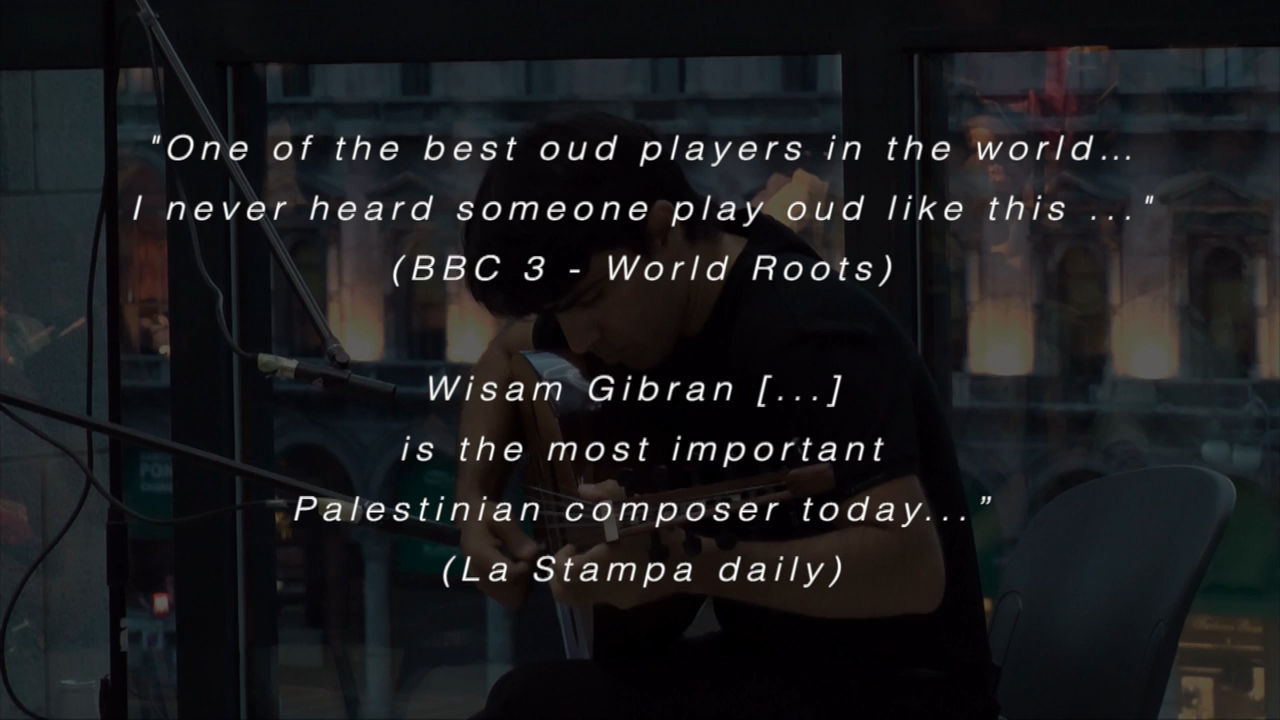 "One of the best oud players in the world...
I never heard someone play oud like this ..."
(BBC 3 - World Roots)
Wisam Gibran [...]
is the most important
Palestinian composer today...”
(La Stampa daily)